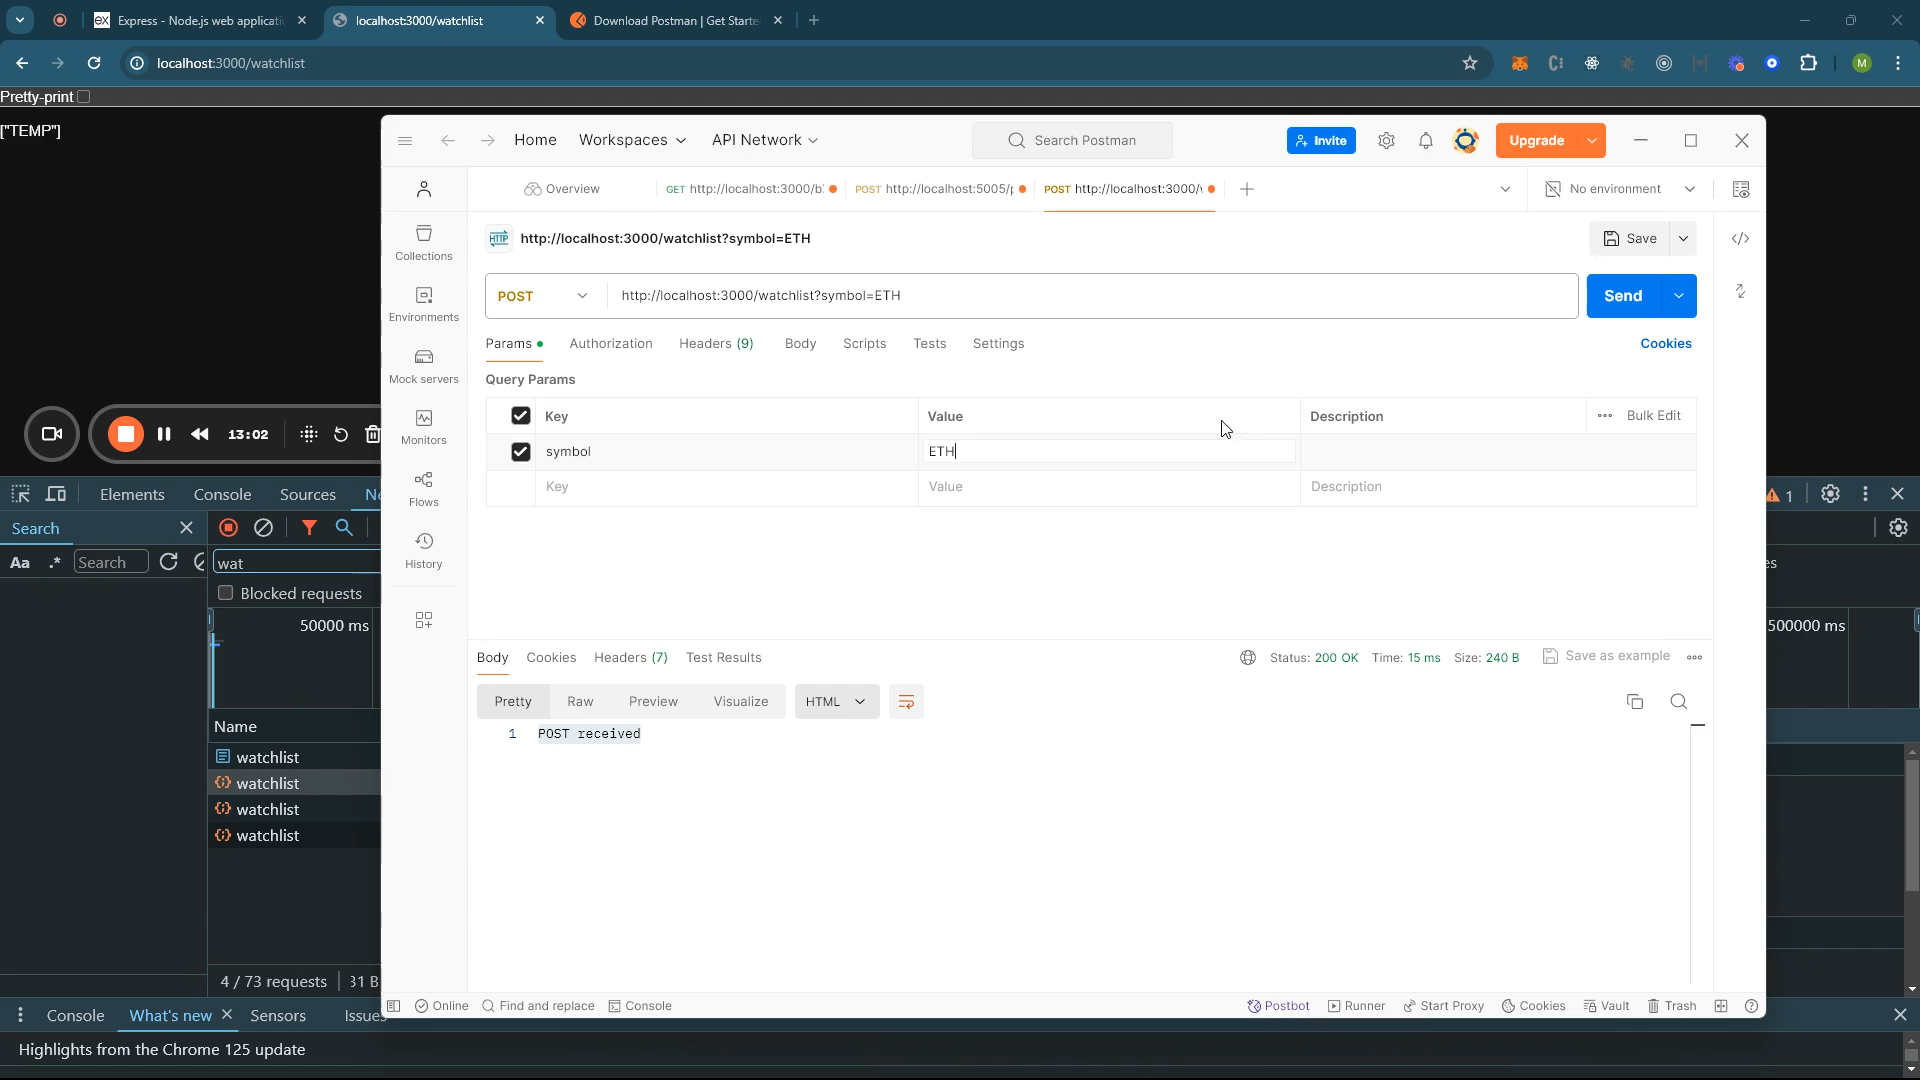 Express - Node.js web applicati
localhost:3000/watchlist
Download Postman | Get Starte
localhost:3000/watchlist
M
Pretty-print
["TEMP"]
Home
Workspaces
API Network
Search Postman
Invite
Upgrade
Overview
GET http://localhost:3000/b
POST http://localhost:5005/
POST http://localhost:3000/
No environment
Collections
Environments
Mock servers
Monitors
Flows
History
HTTP http://localhost:3000/watchlist?symbol=ETH
Save
POST
http://localhost:3000/watchlist?symbol=ETH
Send
Params
Authorization
Headers (9)
Body
Scripts
Tests
Settings
Cookies
Query Params
Key
Value
Description
Bulk Edit
symbol
ETH
Key
Value
Description
13:02
Elements
Console
Sources
Ne
1
Search
Aa
.*
Search
wat
es
Blocked requests
50000 ms
500000 ms
Name
watchlist
watchlist
watchlist
watchlist
4 / 73 requests
31 B
Body
Cookies
Headers (7)
Test Results
Status: 200 OK
Time: 15 ms
Size: 240 B
Save as example
Pretty
Raw
Preview
Visualize
HTML
1 POST received
Online
Find and replace
Console
Postbot
Runner
Start Proxy
Cookies
Vault
Trash
Console
What's new
Sensors
Issues
Highlights from the Chrome 125 update